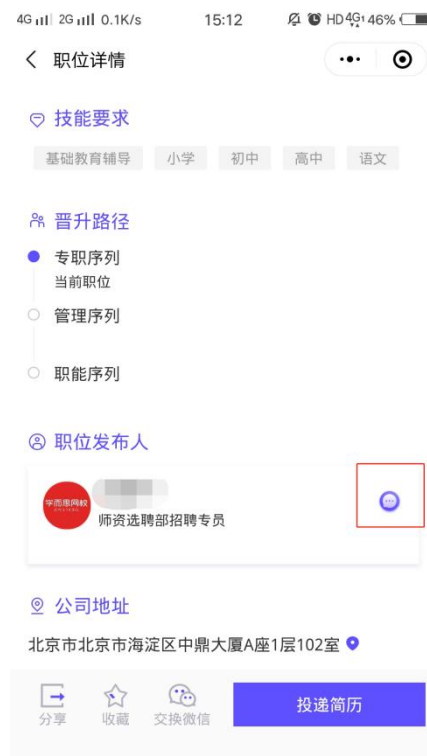 4G 2G 0.1K/s 15:12 HD 4G 46%
职位详情
技能要求
基础教育辅导 小学 初中 高中 语文
晋升路径
专职序列
当前职位
管理序列
职能序列
职位发布人
学而思网校
师资选聘部招聘专员
公司地址
北京市北京市海淀区中鼎大厦A座1层102室
分享 收藏 交换微信 投递简历